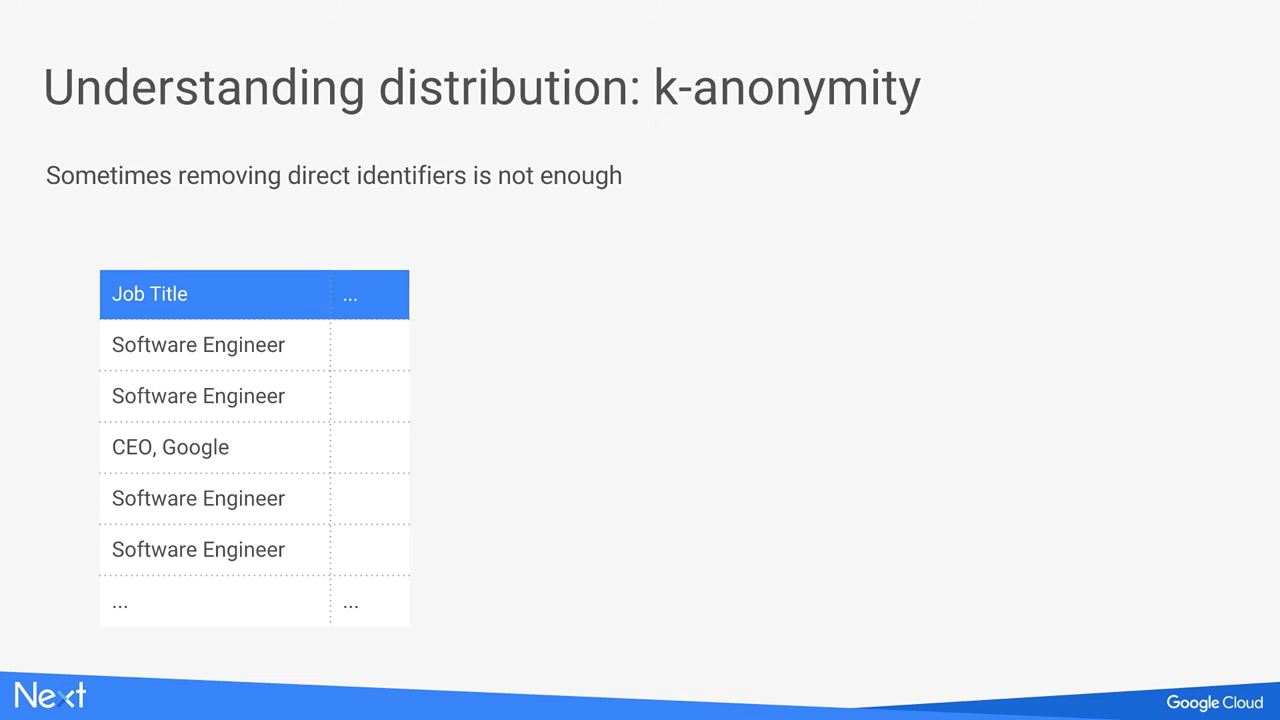 Understanding distribution: k-anonymity
Sometimes removing direct identifiers is not enough
Job Title ...
Software Engineer
Software Engineer
CEO, Google
Software Engineer
Software Engineer
... ...
Next
Google Cloud